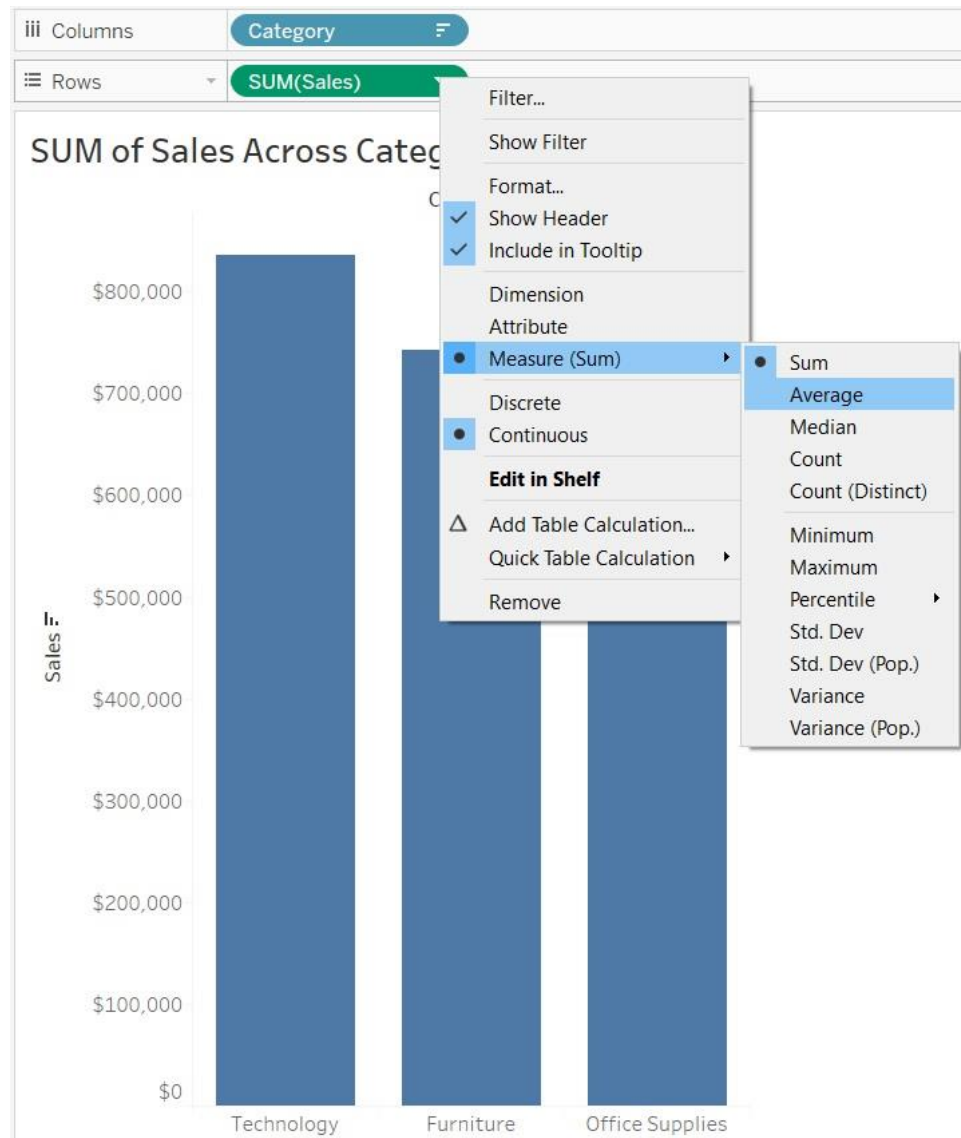 Columns
Category
Rows
SUM(Sales)
SUM of Sales Across
Filter...
Show Filter
Format...
Show Header
Include in Tooltip
Dimension
Attribute
Measure (Sum)
Discrete
Continuous
Edit in Shelf
Add Table Calculation...
Quick Table Calculation
Remove
Sum
Average
Median
Count
Count (Distinct)
Minimum
Maximum
Percentile
Std. Dev
Std. Dev (Pop.)
Variance
Variance (Pop.)
Sales
$800,000
$700,000
$600,000
$500,000
$400,000
$300,000
$200,000
$100,000
$0
Technology
Furniture
Office Supplies